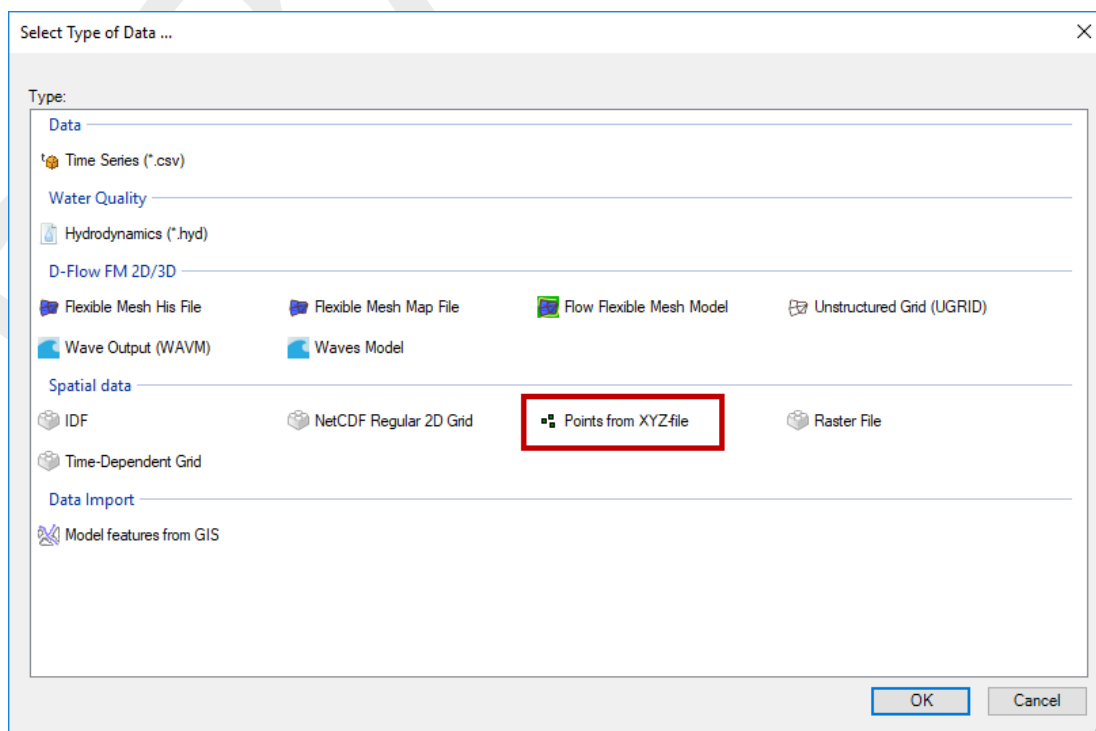 Select Type of Data ...
Type:
Data
Time Series (*.csv)
Water Quality
Hydrodynamics (*.hyd)
D-Flow FM 2D/3D
Flexible Mesh His File Flexible Mesh Map File Flow Flexible Mesh Model Unstructured Grid (UGRID)
Wave Output (WAVM) Waves Model
Spatial data
IDF NetCDF Regular 2D Grid Points from XYZ-file Raster File
Time-Dependent Grid
Data Import
Model features from GIS
OK Cancel